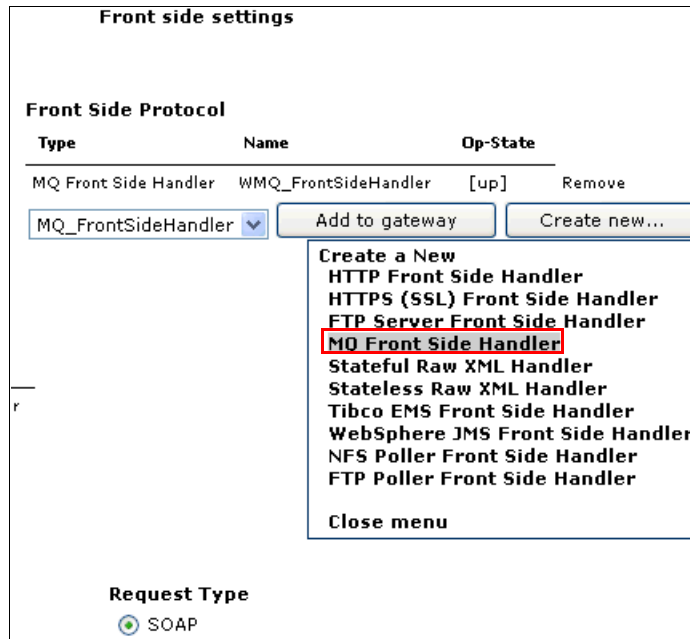 Front side settings
Front Side Protocol
Type Name Op-State
MQ Front Side Handler WMQ_FrontSideHandler [up] Remove
MQ_FrontSideHandler Add to gateway Create new...
Create a New
HTTP Front Side Handler
HTTPS (SSL) Front Side Handler
FTP Server Front Side Handler
MQ Front Side Handler
Stateful Raw XML Handler
Stateless Raw XML Handler
r
Tibco EMS Front Side Handler
WebSphere JMS Front Side Handler
NFS Poller Front Side Handler
FTP Poller Front Side Handler
Close menu
Request Type
SOAP